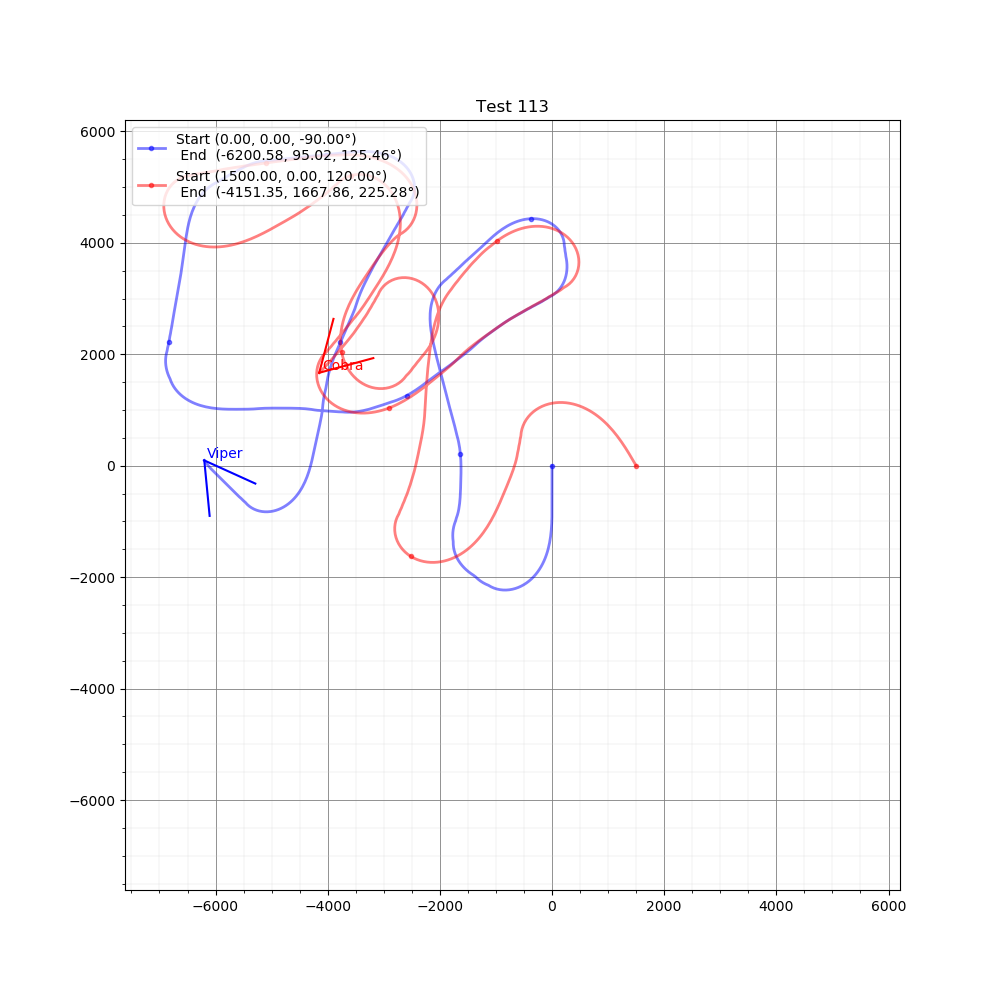 Test 113
Start (0.00, 0.00, -90.00°)
End  (-6200.58, 95.02, 125.46°)
Start (1500.00, 0.00, 120.00°)
End  (-4151.35, 1667.86, 225.28°)
6000
4000
2000
0
−2000
−4000
−6000
Cobra
Viper
−6000 −4000 −2000 0 2000 4000 6000